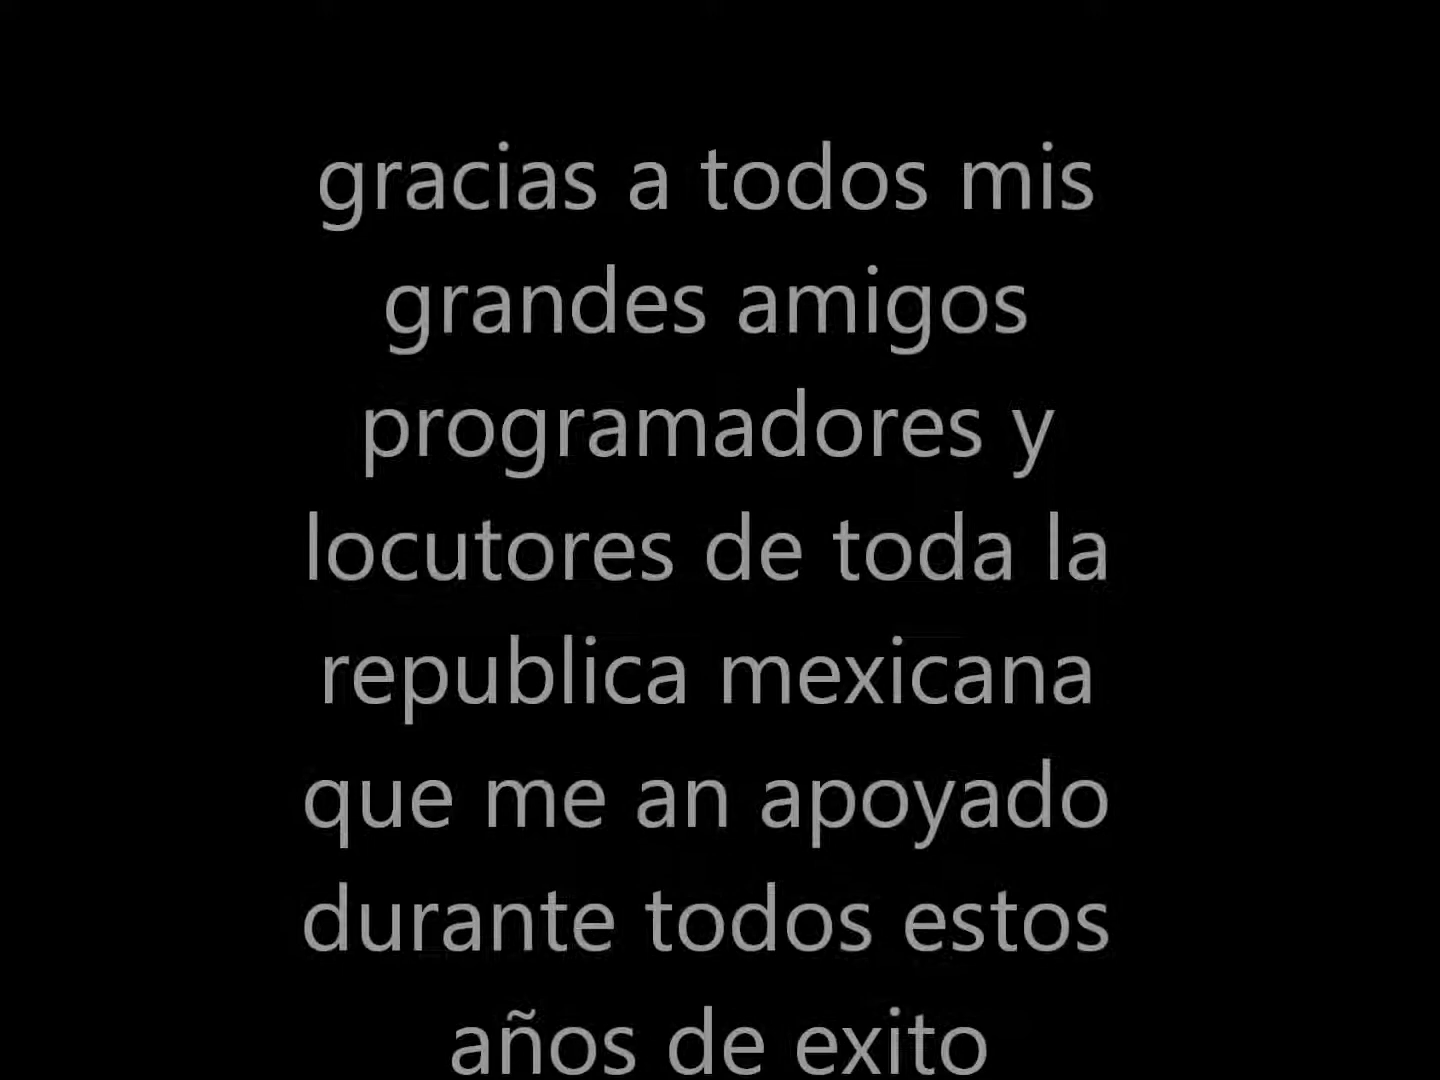 gracias a todos mis
grandes amigos
programadores y
locutores de toda la
republica mexicana
que me an apoyado
durante todos estos
años de exito